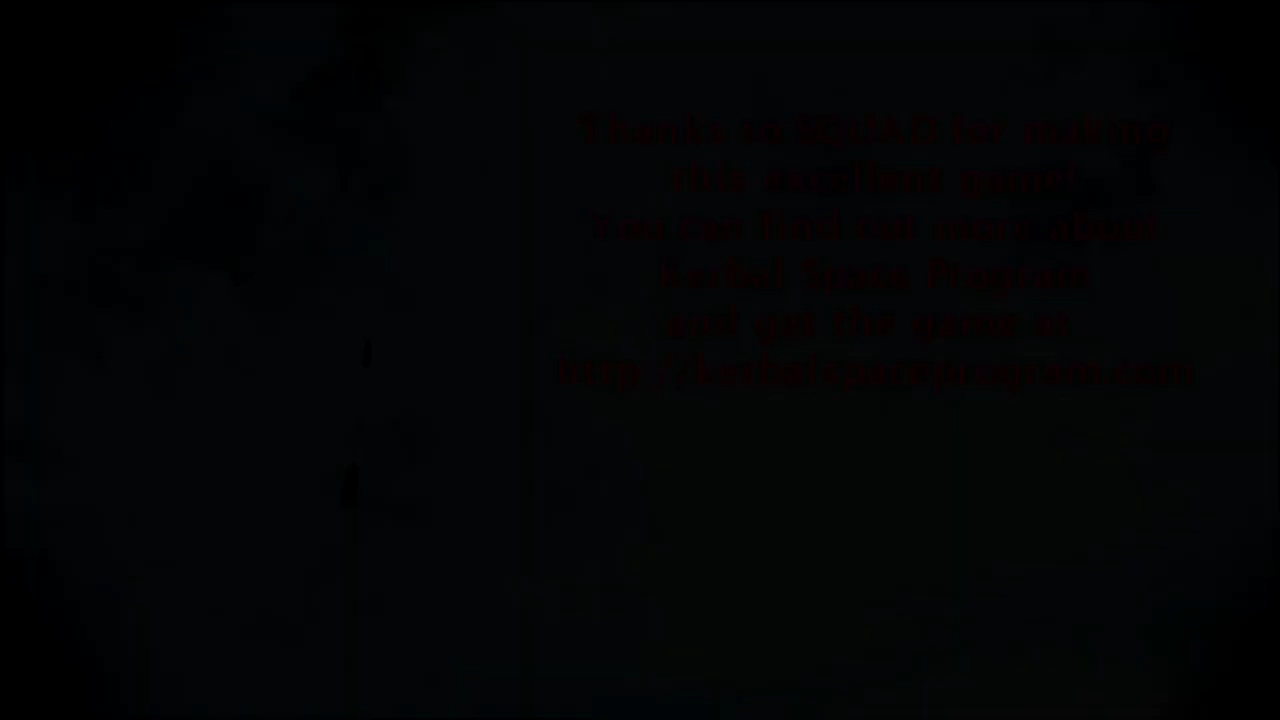 Thanks to SQUAD for making
this excellent game!
You can find out more about
Kerbal Space Program
and get the game at
http://kerbalspaceprogram.com